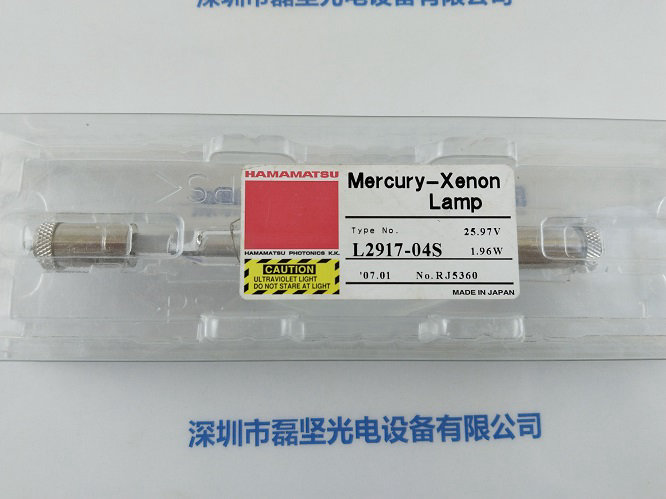 深圳市磊坚光电设备有限公司
HAMAMATSU
HAMAMATSU PHOTONICS K.K.
CAUTION
ULTRAVIOLET LIGHT
DO NOT STARE AT LIGHT
Mercury-Xenon
Lamp
Type No. 25.97V
L2917-04S 1.96W
'07.01 No. RJ5360
MADE IN JAPAN
深圳市磊坚光电设备有限公司